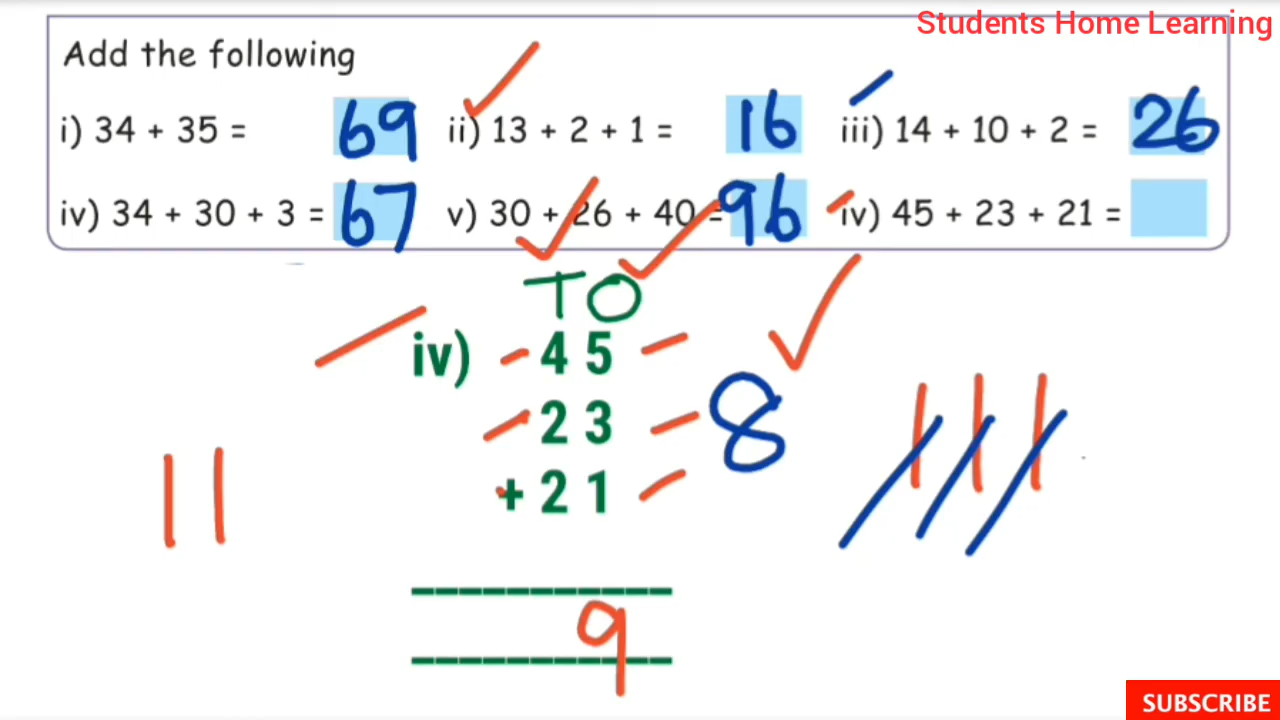 Students Home Learning
Add the following
i) 34 + 35 = 69 ii) 13 + 2 + 1 = 16 iii) 14 + 10 + 2 = 26
iv) 34 + 30 + 3 = 67 v) 30 + 26 + 40 = 96 iv) 45 + 23 + 21 =
T O
iv) 4 5
2 3 8
+ 2 1
9
SUBSCRIBE